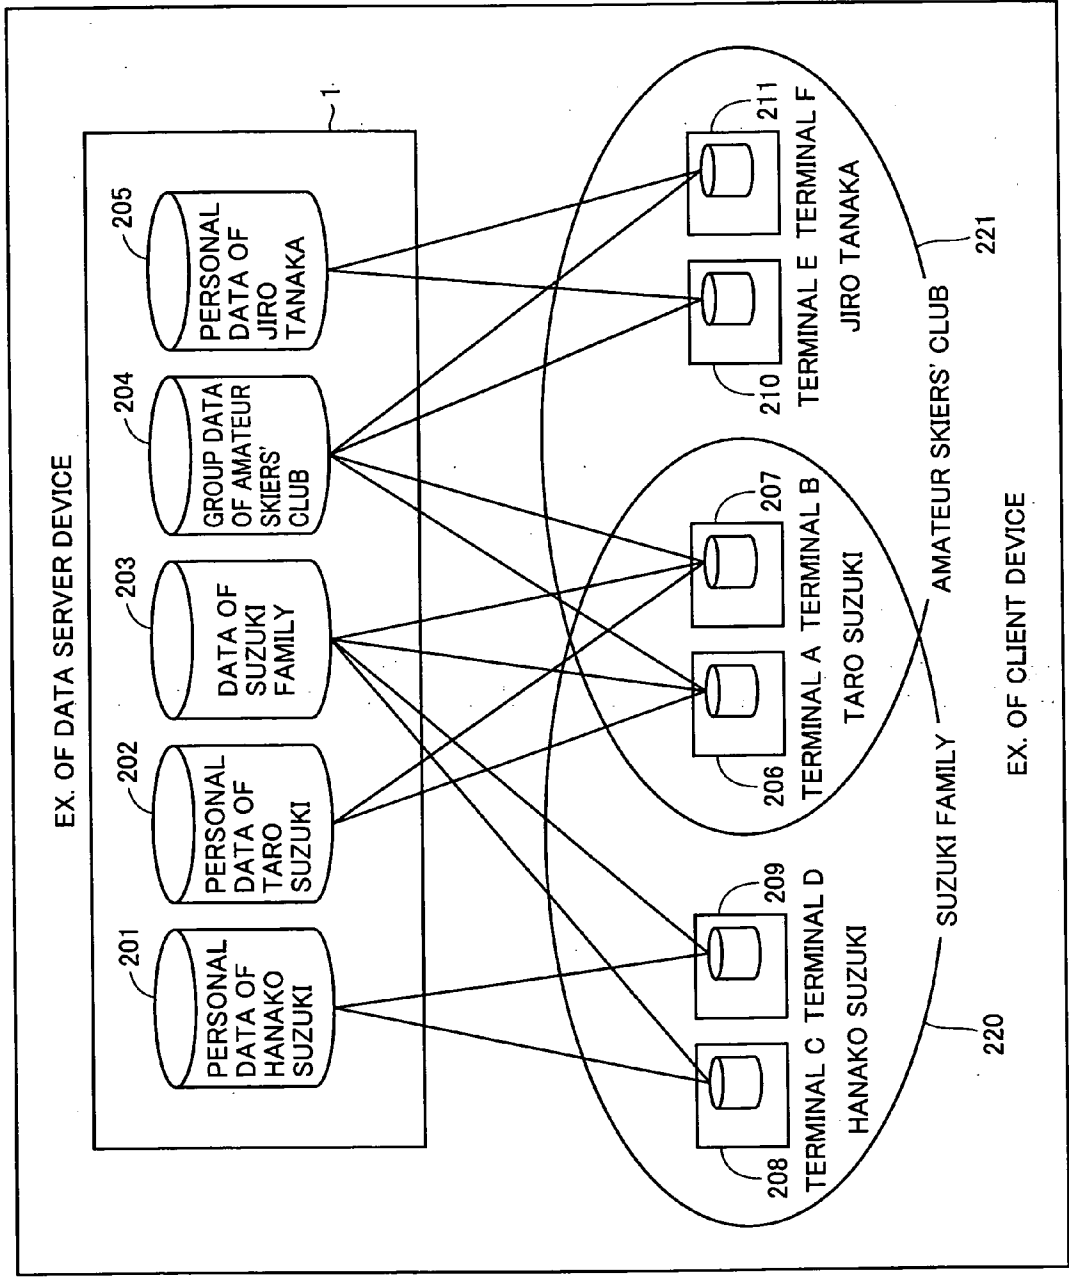 EX. OF DATA SERVER DEVICE
1
201
202
203
204
205
PERSONAL
DATA OF
HANAKO
SUZUKI
PERSONAL
DATA OF
TARO
SUZUKI
DATA OF
SUZUKI
FAMILY
GROUP DATA
OF AMATEUR
SKIERS'
CLUB
PERSONAL
DATA OF
JIRO
TANAKA
208
209
206
207
210
211
TERMINAL C TERMINAL D
HANAKO SUZUKI
TERMINAL A TERMINAL B
TARO SUZUKI
TERMINAL E TERMINAL F
JIRO TANAKA
220
SUZUKI FAMILY
AMATEUR SKIERS' CLUB
221
EX. OF CLIENT DEVICE